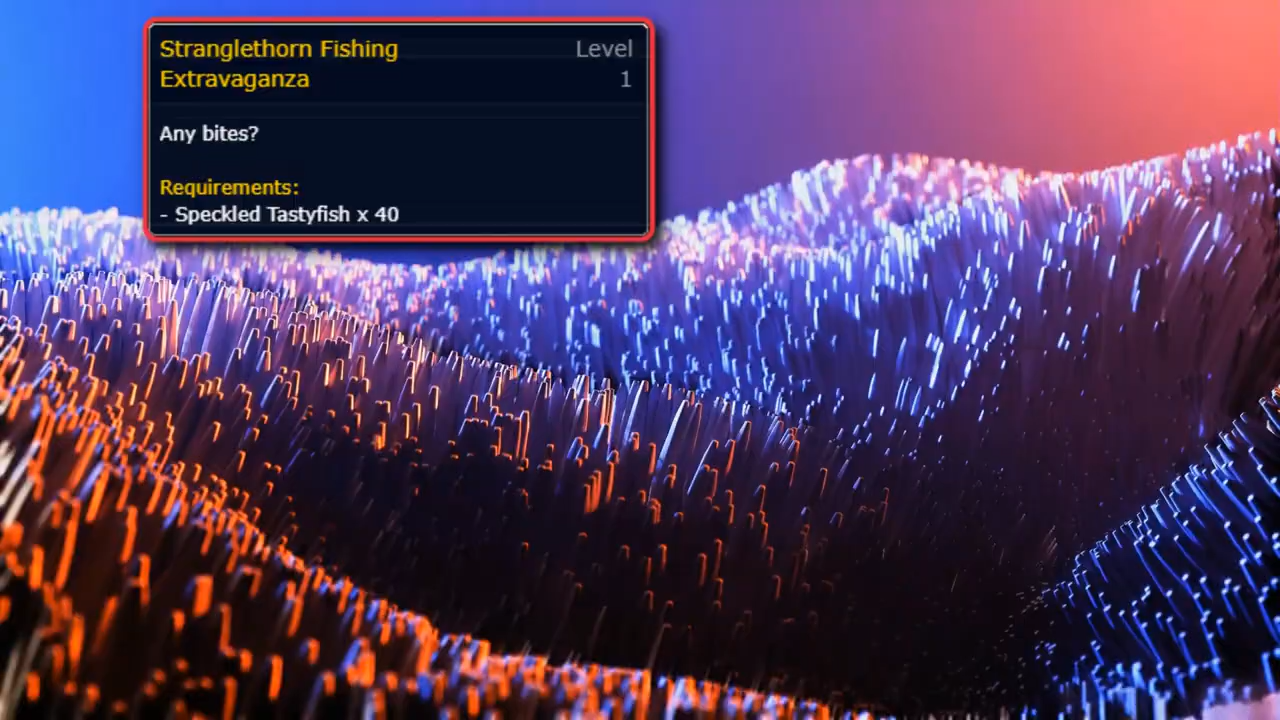 Stranglethorn Fishing Level
Extravaganza 1
Any bites?
Requirements:
- Speckled Tastyfish x 40